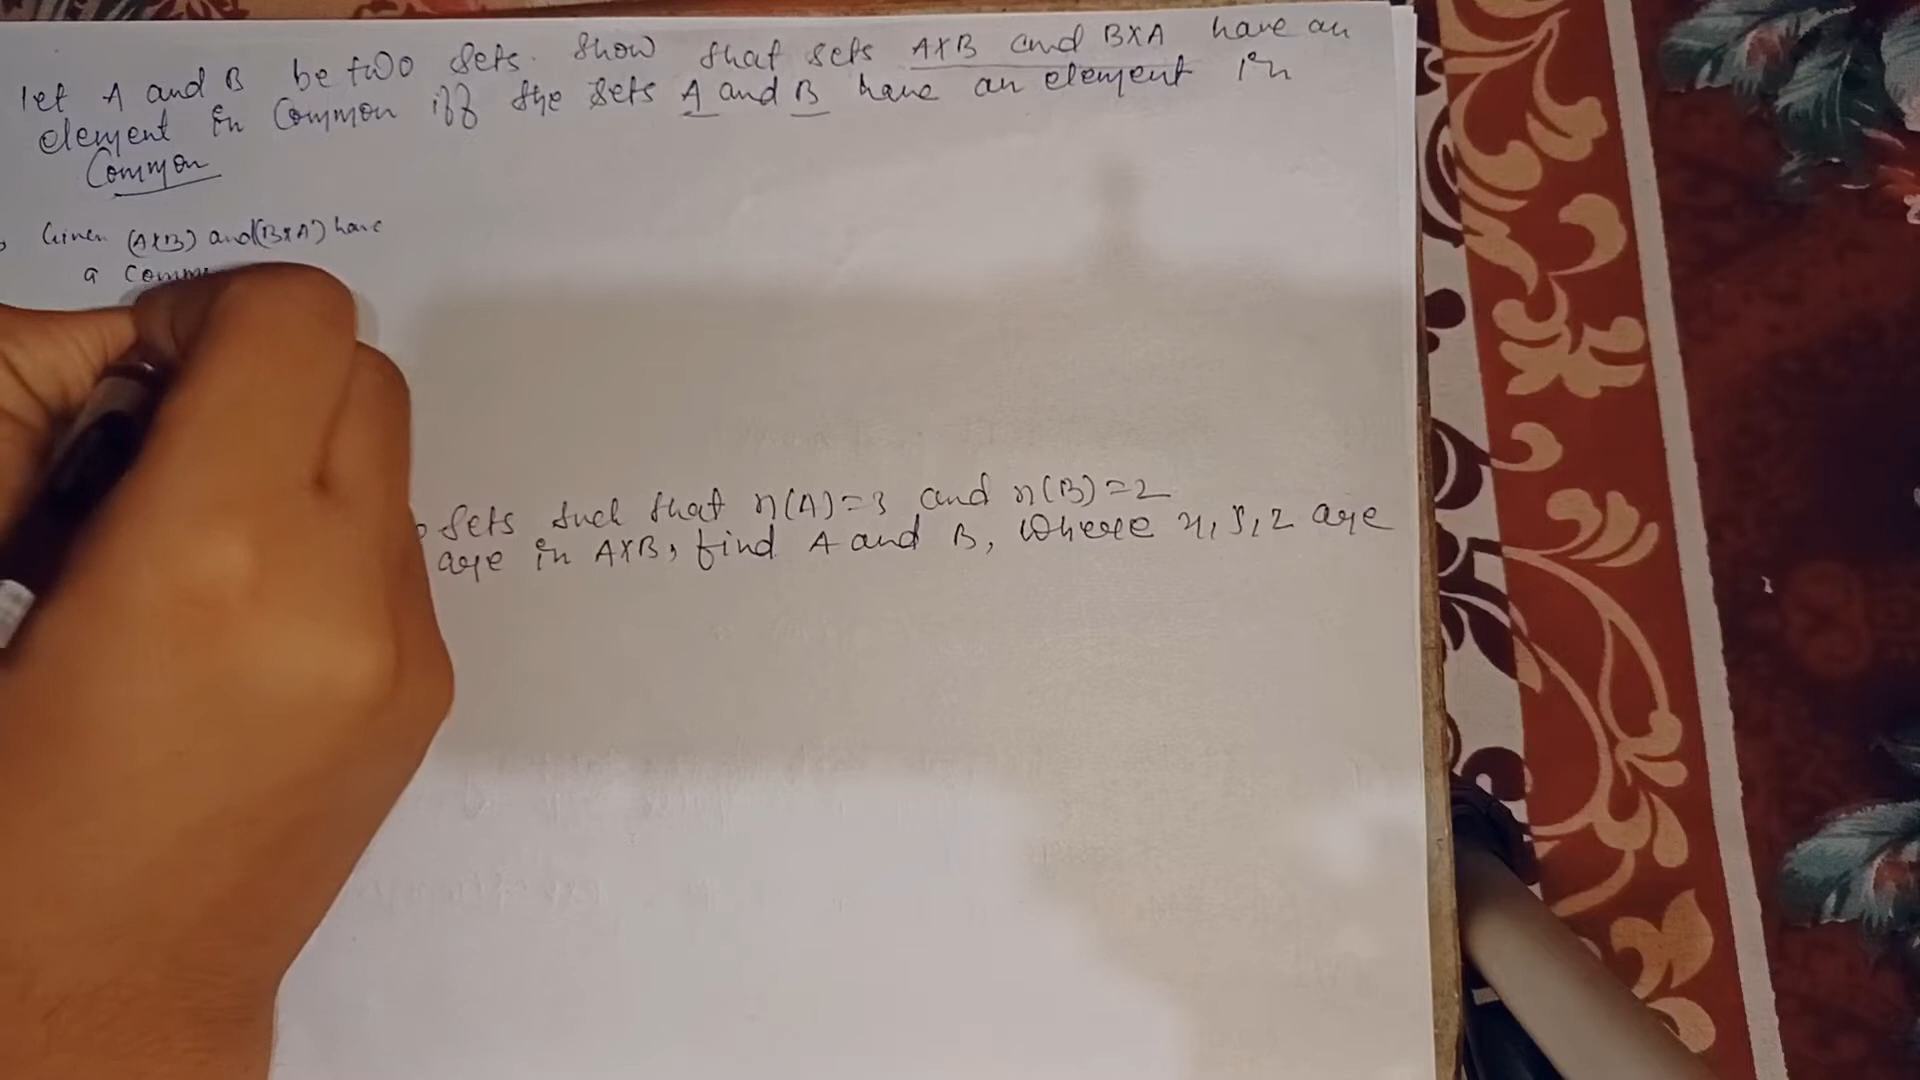 let A and B be two sets. Show that sets A×B and B×A have an
element in Common iff the sets A and B have an element in
Common
Given (A×B) and (B×A) have
a Comm
Sets such that n(A)=3 and n(B)=2
are in A×B, find A and B, where x, y, z are